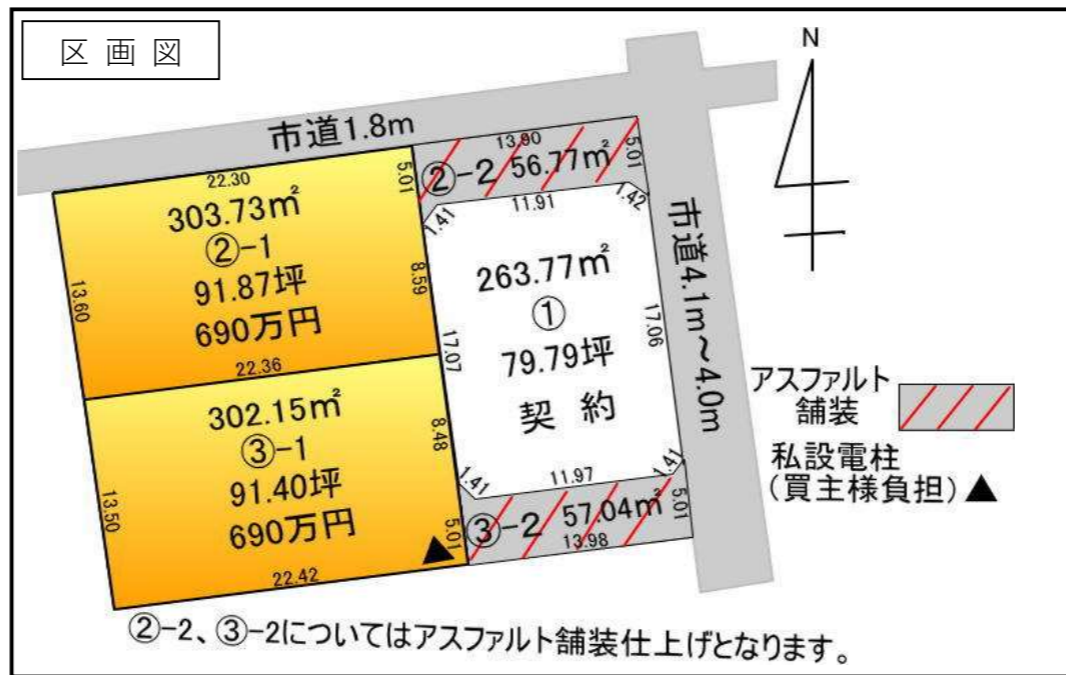 区画図
N
市道1.8m
22.30
303.73㎡
②-1
91.87坪
690万円
13.60
5.01
8.59
22.36
13.90
②-2 56.77㎡
5.01
1.41
11.91
1.42
263.77㎡
①
79.79坪
契約
17.07
17.06
市道4.1m～4.0m
302.15㎡
③-1
91.40坪
690万円
13.50
8.48
5.01
22.42
1.41
11.97
1.41
③-2 57.04㎡
5.01
13.98
アスファルト
舗装
私設電柱
(買主様負担)▲
②-2、③-2についてはアスファルト舗装仕上げとなります。